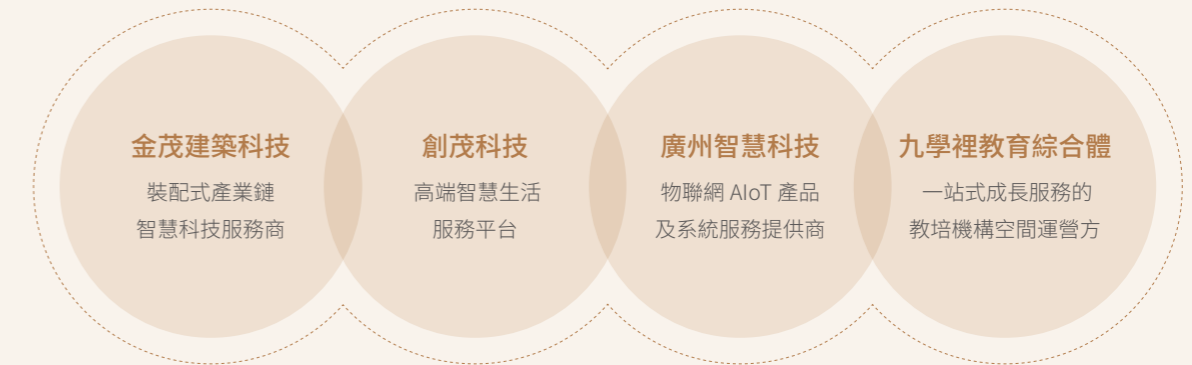 金茂建築科技
裝配式產業鏈
智慧科技服務商
創茂科技
高端智慧生活
服務平台
廣州智慧科技
物聯網 AIoT 產品
及系統服務提供商
九學裡教育綜合體
一站式成長服務的
教培機構空間運營方